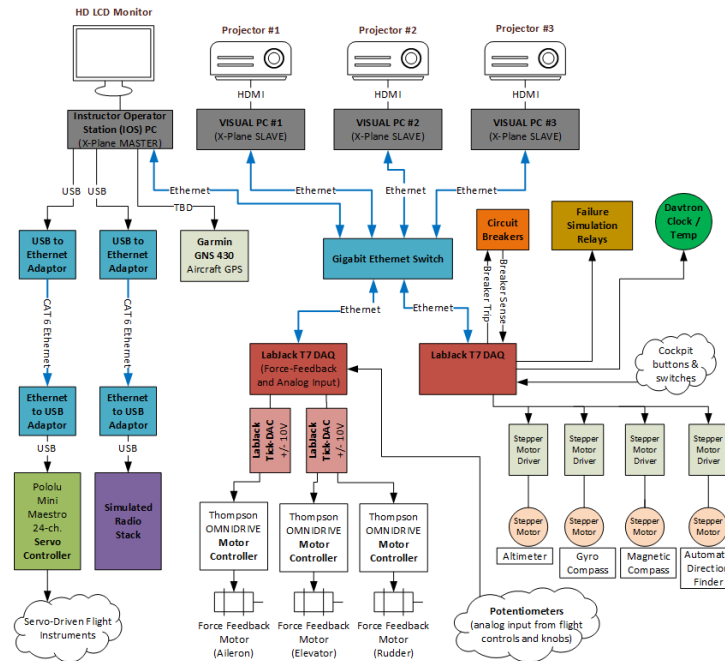 HD LCD Monitor
Projector #1
Projector #2
Projector #3
HDMI
HDMI
HDMI
Instructor Operator
Station (IOS) PC
(X-Plane MASTER)
VISUAL PC #1
(X-Plane SLAVE)
VISUAL PC #2
(X-Plane SLAVE)
VISUAL PC #3
(X-Plane SLAVE)
USB
USB
TBD
Ethernet
Ethernet
Ethernet
Ethernet
USB to
Ethernet
Adaptor
USB to
Ethernet
Adaptor
Garmin
GNS 430
Aircraft GPS
Gigabit Ethernet Switch
Circuit
Breakers
Failure
Simulation
Relays
Davtron
Clock /
Temp
CAT 6 Ethernet
CAT 6 Ethernet
Ethernet
Ethernet
Breaker Trip
Breaker Sense
LabJack T7 DAQ
(Force-Feedback
and Analog Input)
LabJack T7 DAQ
Cockpit
buttons &
switches
Ethernet
to USB
Adaptor
Ethernet
to USB
Adaptor
LabJack
Tick-DAC
+/- 10V
LabJack
Tick-DAC
+/- 10V
USB
USB
Stepper
Motor
Driver
Stepper
Motor
Driver
Stepper
Motor
Driver
Stepper
Motor
Driver
Pololu
Mini
Maestro
24-ch.
Servo
Controller
Simulated
Radio
Stack
Thompson
OMNIDRIVE
Motor
Controller
Thompson
OMNIDRIVE
Motor
Controller
Thompson
OMNIDRIVE
Motor
Controller
Stepper
Motor
Stepper
Motor
Stepper
Motor
Stepper
Motor
Altimeter
Gyro
Compass
Magnetic
Compass
Automatic
Direction
Finder
Servo-Driven Flight
Instruments
Force Feedback
Motor
(Aileron)
Force Feedback
Motor
(Elevator)
Force Feedback
Motor
(Rudder)
Potentiometers
(analog input from flight
controls and knobs)